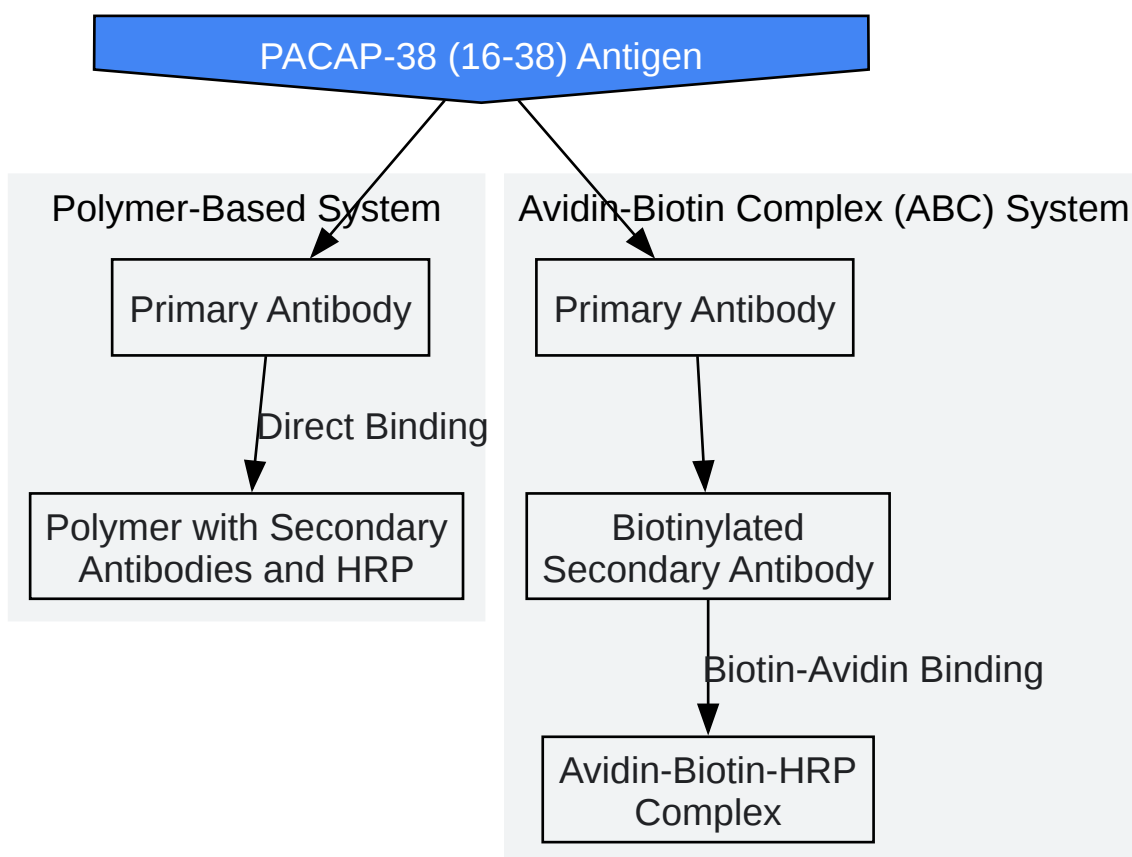 PACAP-38 (16-38) Antigen
Polymer-Based System
Primary Antibody
Direct Binding
Polymer with Secondary
Antibodies and HRP
Avidin-Biotin Complex (ABC) System
Primary Antibody
Biotinylated
Secondary Antibody
Biotin-Avidin Binding
Avidin-Biotin-HRP
Complex